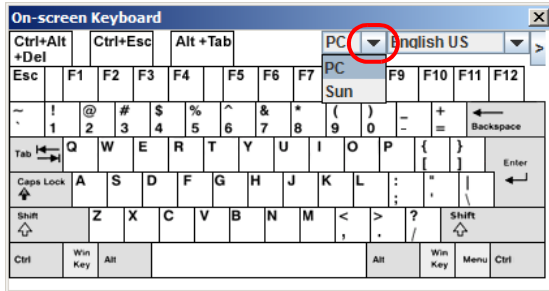 On-screen Keyboard X
Ctrl+Alt +Del Ctrl+Esc Alt +Tab PC English US >
PC
Sun
Esc F1 F2 F3 F4 F5 F6 F7 F9 F10 F11 F12
~ ! @ # $ % ^ & * ( ) _ +
` 1 2 3 4 5 6 7 8 9 0 - = Backspace
Tab Q W E R T Y U I O P { }
[ ] Enter
Caps Lock A S D F G H J K L : " |
; ' \
Shift Z X C V B N M < > ? Shift
, . /
Ctrl Win Key Alt Alt Win Key Menu Ctrl